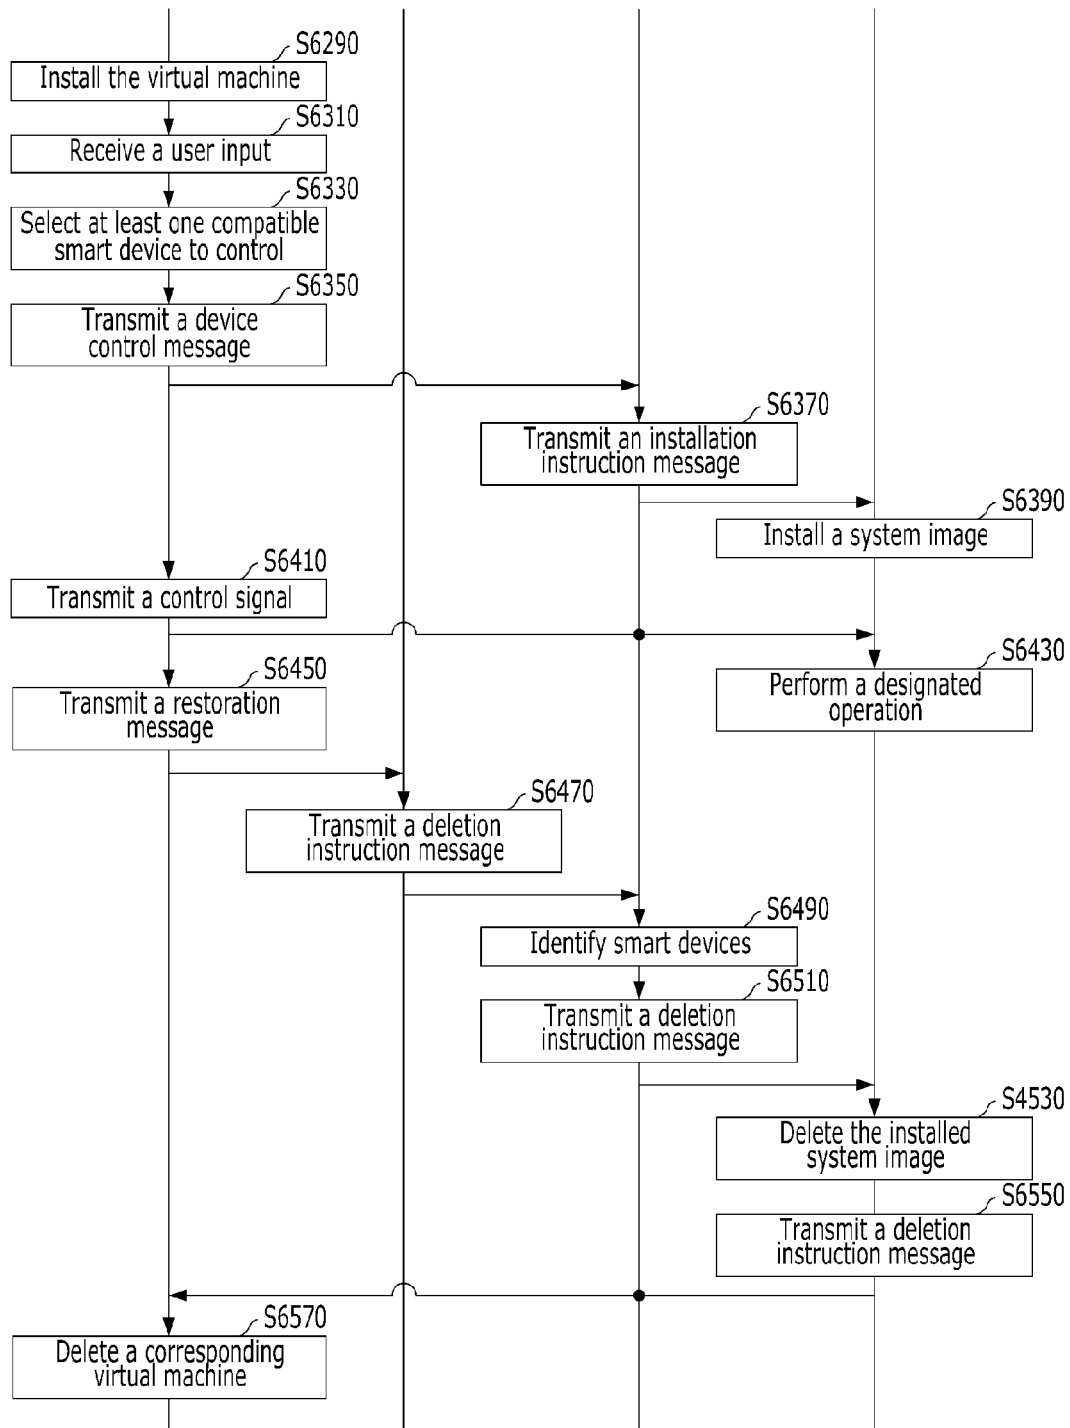 S6290
Install the virtual machine
S6310
Receive a user input
S6330
Select at least one compatible
smart device to control
S6350
Transmit a device
control message
S6370
Transmit an installation
instruction message
S6390
Install a system image
S6410
Transmit a control signal
S6430
Perform a designated
operation
S6450
Transmit a restoration
message
S6470
Transmit a deletion
instruction message
S6490
Identify smart devices
S6510
Transmit a deletion
instruction message
S4530
Delete the installed
system image
S6550
Transmit a deletion
instruction message
S6570
Delete a corresponding
virtual machine